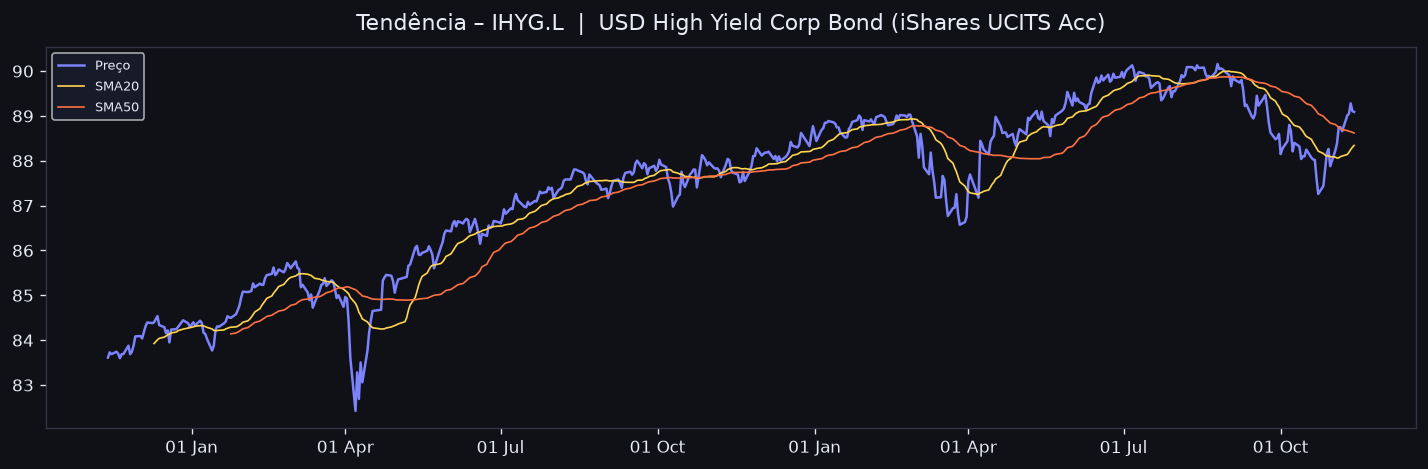 Tendência – IHYG.L | USD High Yield Corp Bond (iShares UCITS Acc)
Preço
SMA20
SMA50
90
89
88
87
86
85
84
83
01 Jan
01 Apr
01 Jul
01 Oct
01 Jan
01 Apr
01 Jul
01 Oct